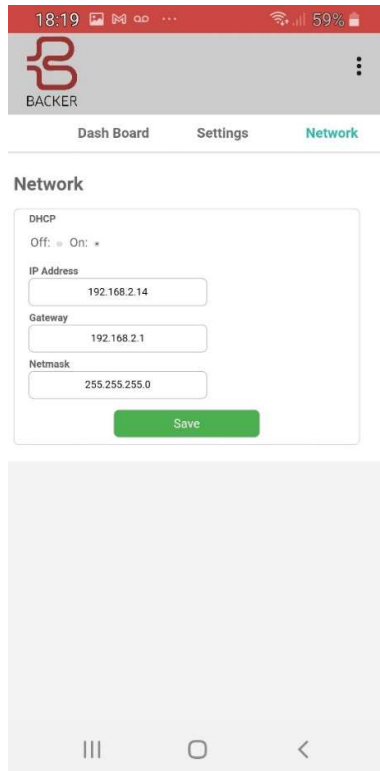 18:19 59%
BACKER
Dash Board Settings Network
Network
DHCP
Off: On:
IP Address
192.168.2.14
Gateway
192.168.2.1
Netmask
255.255.255.0
Save